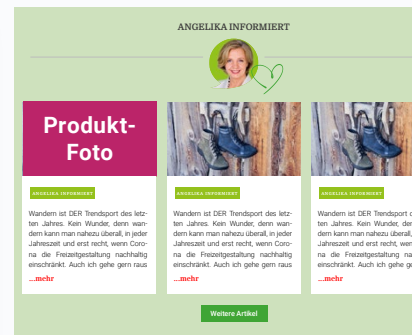 ANGELIKA INFORMIERT
Produkt-
Foto
ANGELIKA INFORMIERT
Wandern ist DER Trendsport des letz-
ten Jahres. Kein Wunder, denn wan-
dern kann man nahezu überall, in jeder
Jahreszeit und erst recht, wenn Coro-
na die Freizeitgestaltung nachhaltig
einschränkt. Auch ich gehe gern raus
...mehr
ANGELIKA INFORMIERT
Wandern ist DER Trendsport des letz-
ten Jahres. Kein Wunder, denn wan-
dern kann man nahezu überall, in jeder
Jahreszeit und erst recht, wenn Coro-
na die Freizeitgestaltung nachhaltig
einschränkt. Auch ich gehe gern raus
...mehr
ANGELIKA INFORMIERT
Wandern ist DER Trendsport
ten Jahres. Kein Wunder, denn
dern kann man nahezu überall,
Jahreszeit und erst recht, wenn
na die Freizeitgestaltung
einschränkt. Auch ich gehe
...mehr
Weitere Artikel